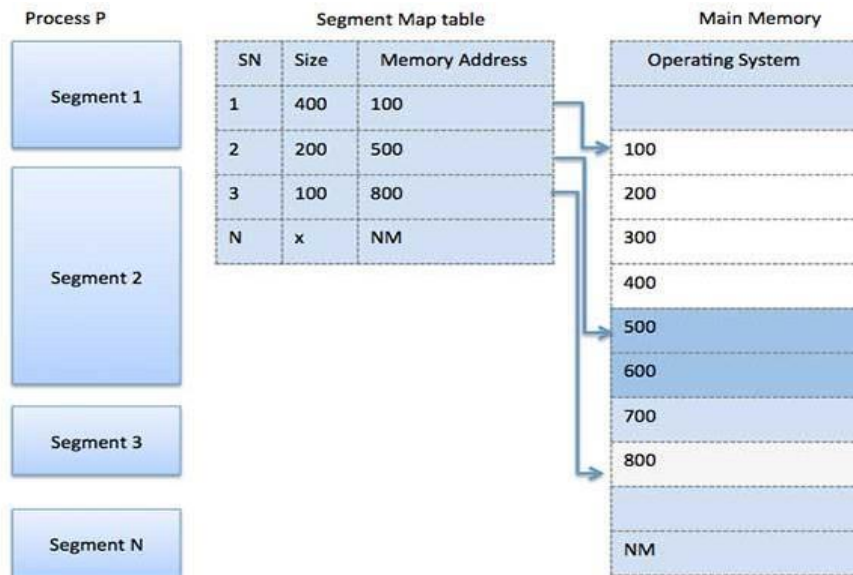 Process P
Segment 1
Segment 2
Segment 3
Segment N
Segment Map table
SN Size Memory Address
1 400 100
2 200 500
3 100 800
N x NM
Main Memory
Operating System
100
200
300
400
500
600
700
800
NM